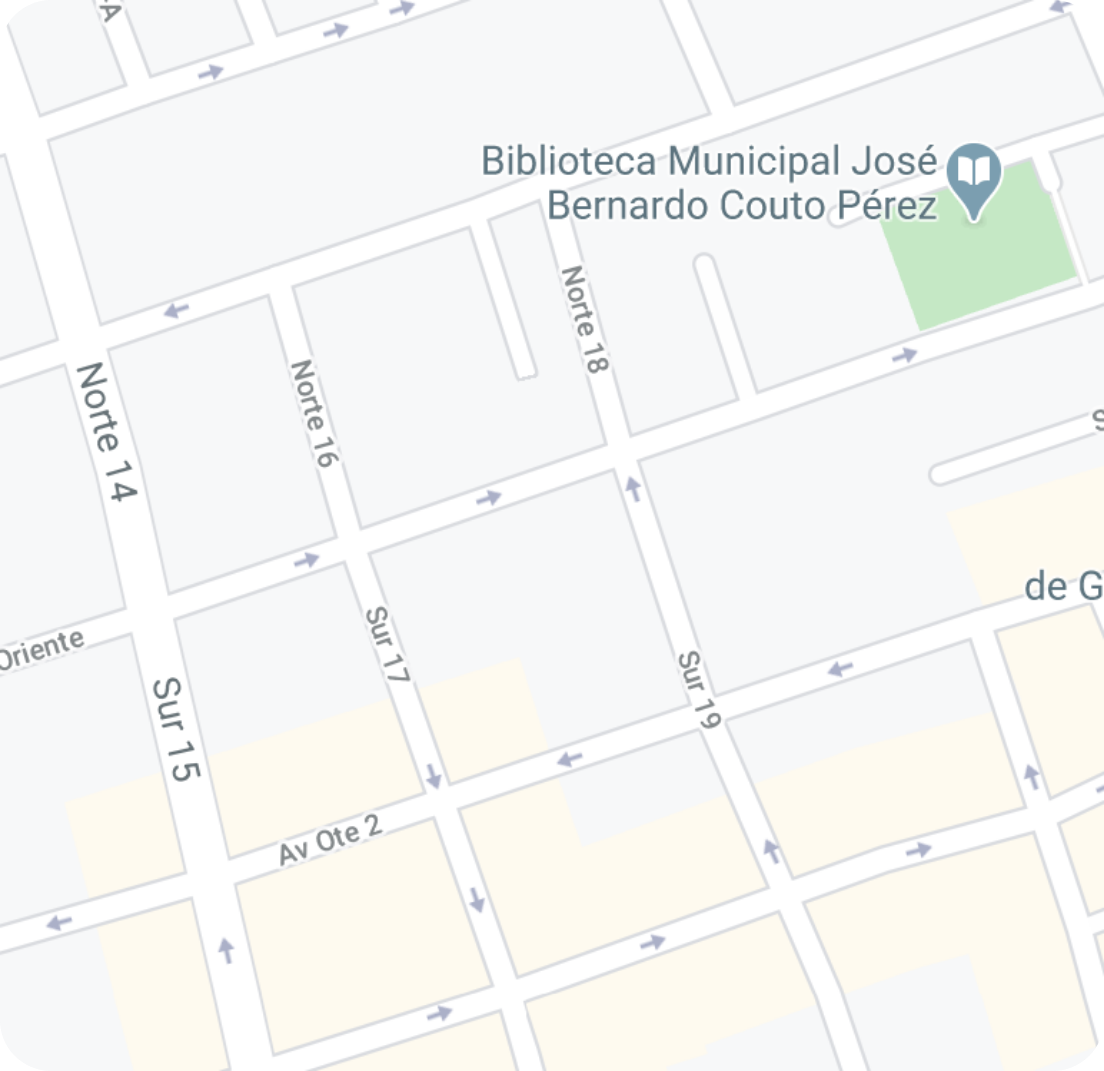 Biblioteca Municipal José
Bernardo Couto Pérez
Norte 18
Norte 14
Norte 16
Oriente
Sur 17
de G
Sur 15
Sur 19
Av Ote 2